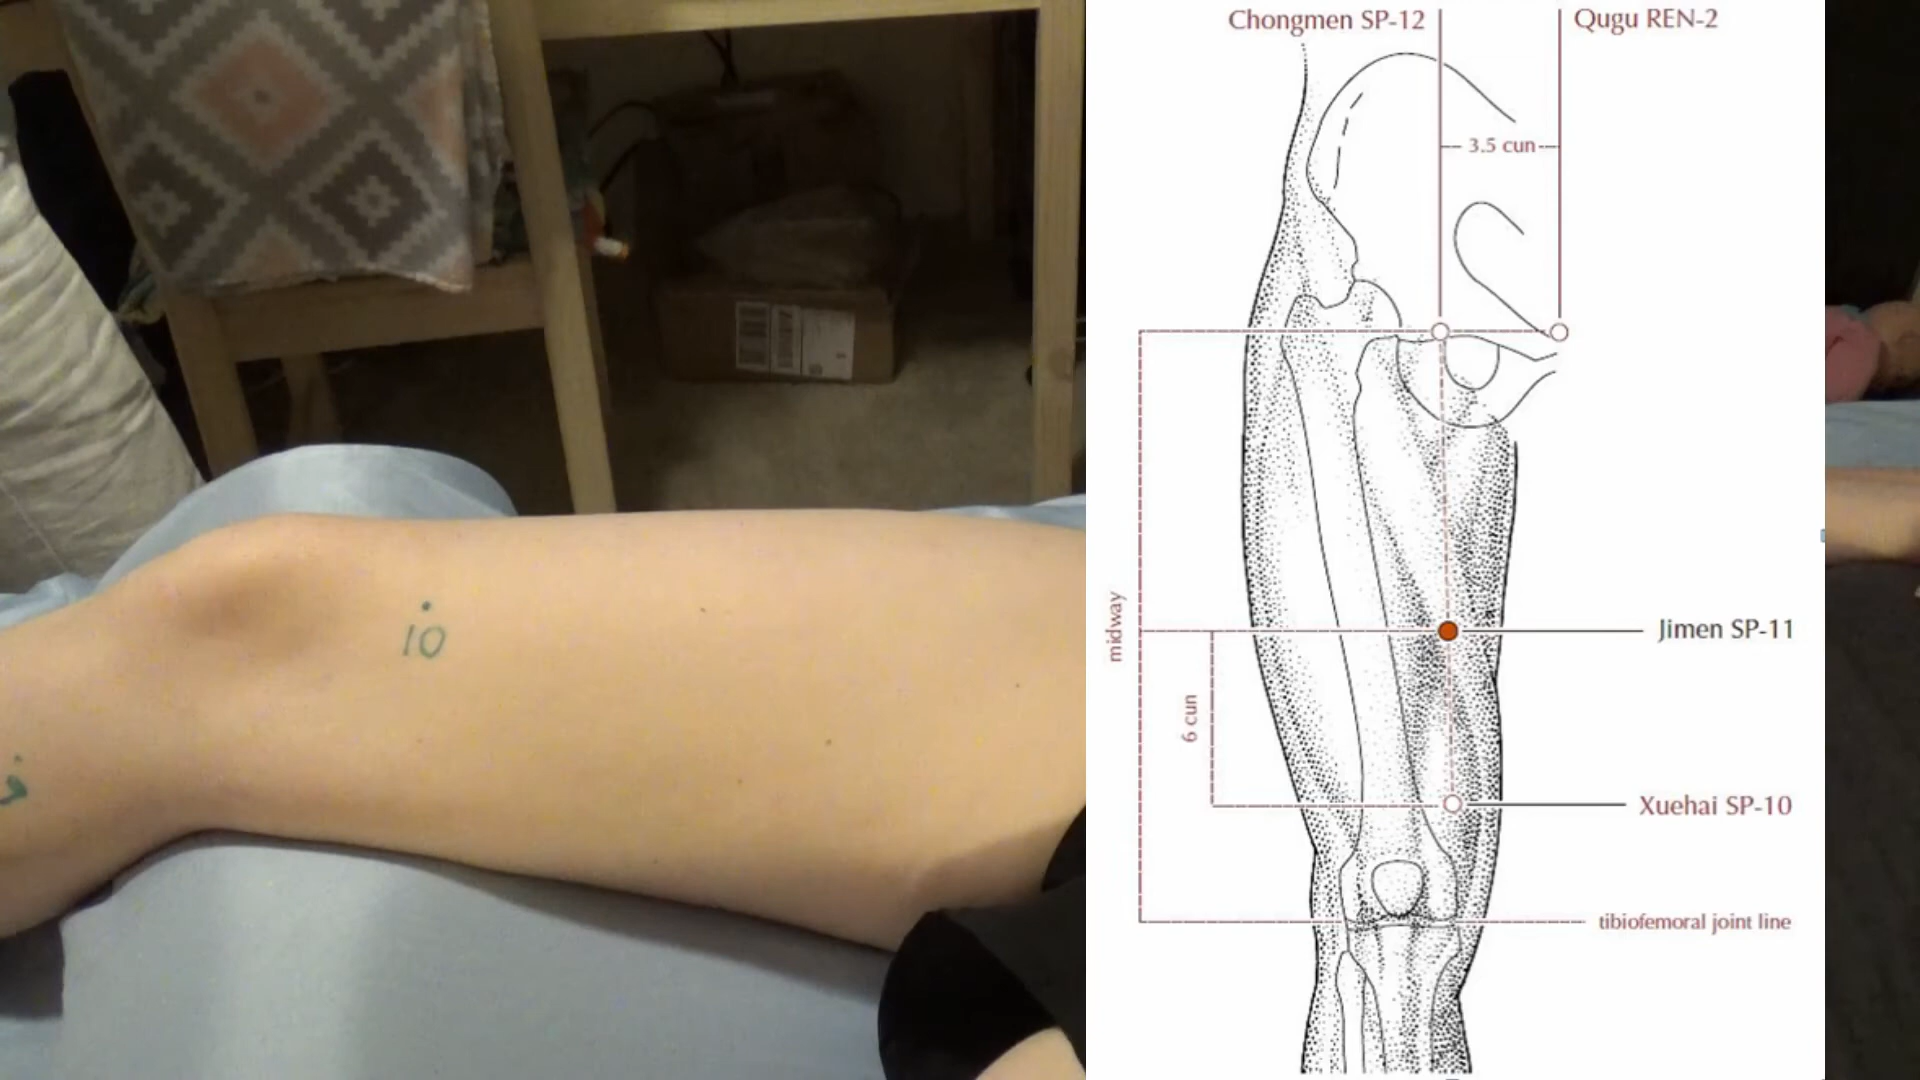 Chongmen SP-12
Qugu REN-2
3.5 cun
midway
Jimen SP-11
6 cun
Xuehai SP-10
tibiofemoral joint line
10
9